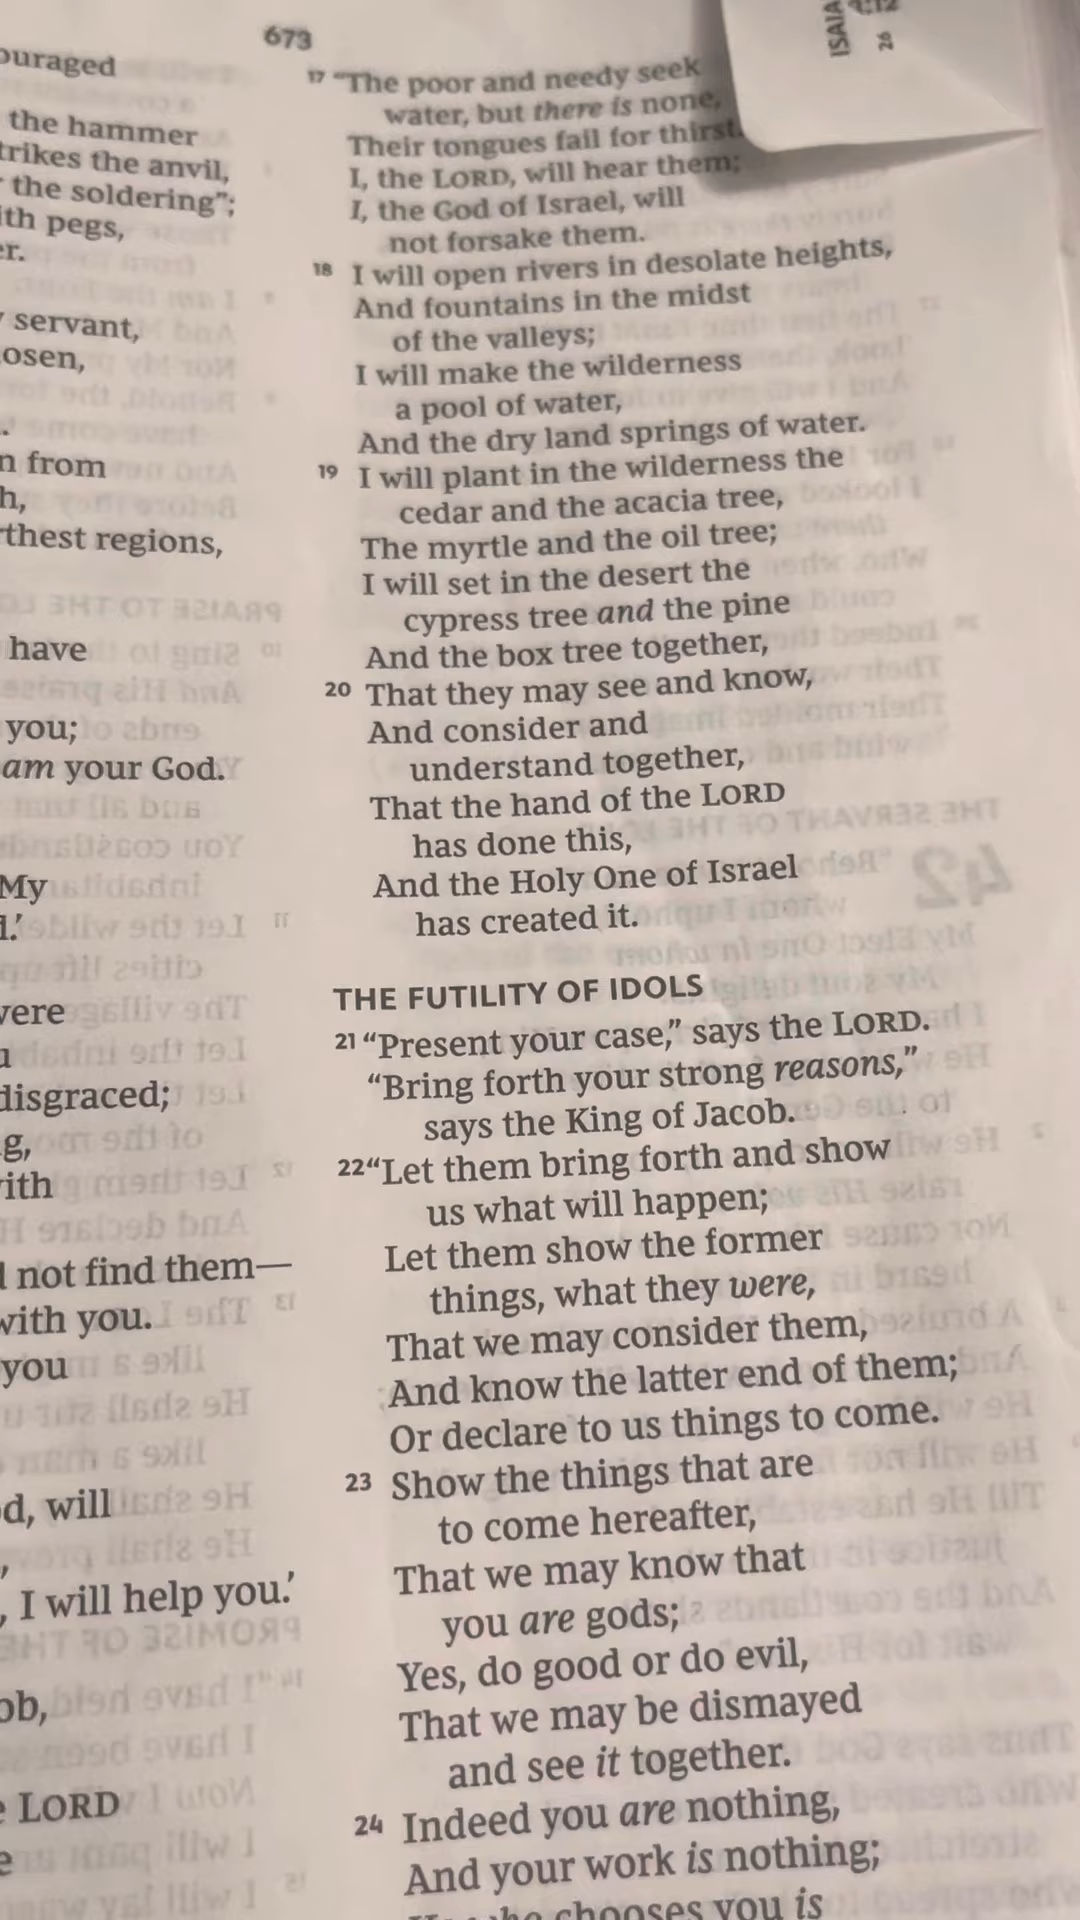 673
ISAIA
26
ouraged
the hammer
trikes the anvil,
the soldering";
ith pegs,
er.
servant,
osen,
n from
h,
thest regions,
have
you;
am your God.
My
vere
disgraced;
g,
ith
not find them—
with you.
you
d, will
, I will help you.'
ob,
LORD
17 "The poor and needy seek
water, but there is none,
Their tongues fail for thirst.
I, the LORD, will hear them;
I, the God of Israel, will
not forsake them.
18 I will open rivers in desolate heights,
And fountains in the midst
of the valleys;
I will make the wilderness
a pool of water,
And the dry land springs of water.
19 I will plant in the wilderness the
cedar and the acacia tree,
The myrtle and the oil tree;
I will set in the desert the
cypress tree and the pine
And the box tree together,
20 That they may see and know,
And consider and
understand together,
That the hand of the LORD
has done this,
And the Holy One of Israel
has created it.
THE FUTILITY OF IDOLS
21 "Present your case," says the LORD.
"Bring forth your strong reasons,"
says the King of Jacob.
22 "Let them bring forth and show
us what will happen;
Let them show the former
things, what they were,
That we may consider them,
And know the latter end of them;
Or declare to us things to come.
23 Show the things that are
to come hereafter,
That we may know that
you are gods;
Yes, do good or do evil,
That we may be dismayed
and see it together.
24 Indeed you are nothing,
And your work is nothing;
chooses you is